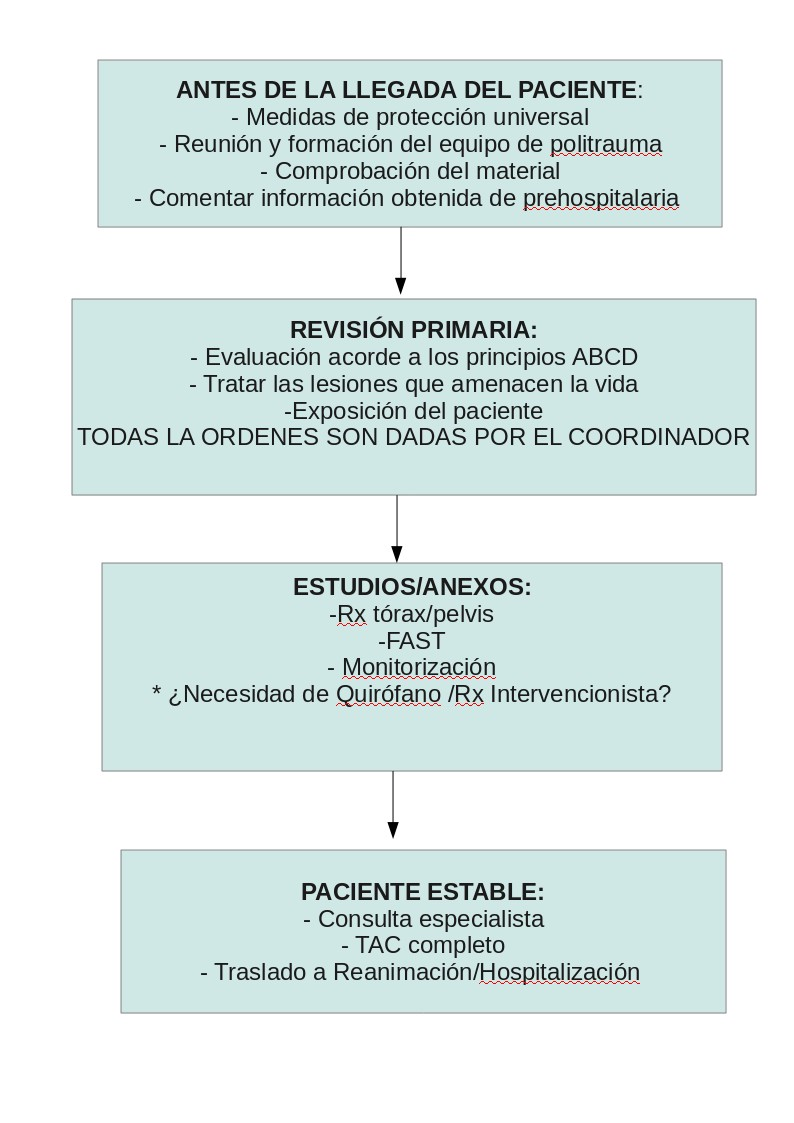 ANTES DE LA LLEGADA DEL PACIENTE:
- Medidas de protección universal
- Reunión y formación del equipo de politrauma
- Comprobación del material
- Comentar información obtenida de prehospitalaria
REVISIÓN PRIMARIA:
- Evaluación acorde a los principios ABCD
- Tratar las lesiones que amenacen la vida
-Exposición del paciente
TODAS LA ORDENES SON DADAS POR EL COORDINADOR
ESTUDIOS/ANEXOS:
-Rx tórax/pelvis
-FAST
- Monitorización
* ¿Necesidad de Quirófano /Rx Intervencionista?
PACIENTE ESTABLE:
- Consulta especialista
- TAC completo
- Traslado a Reanimación/Hospitalización